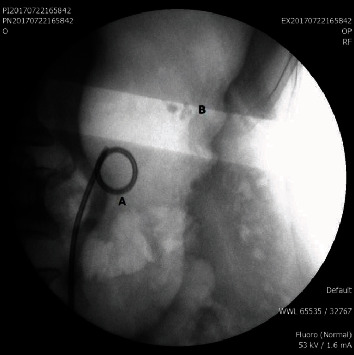 PI20170722165842
PN20170722165842
O
EX20170722165842
OP
RF
B
A
Default
WWL 65535 / 32767
Fluoro (Normal)
53 kV / 1.6 mA